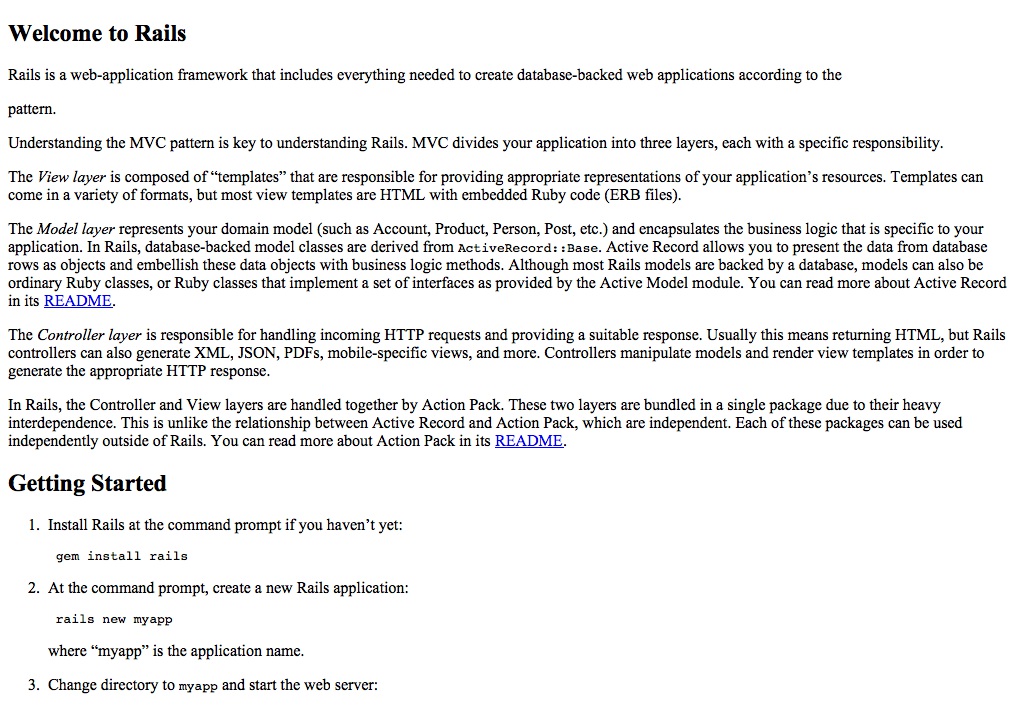 Welcome to Rails
Rails is a web-application framework that includes everything needed to create database-backed web applications according to the
pattern.
Understanding the MVC pattern is key to understanding Rails. MVC divides your application into three layers, each with a specific responsibility.
The View layer is composed of “templates” that are responsible for providing appropriate representations of your application’s resources. Templates can
come in a variety of formats, but most view templates are HTML with embedded Ruby code (ERB files).
The Model layer represents your domain model (such as Account, Product, Person, Post, etc.) and encapsulates the business logic that is specific to your
application. In Rails, database-backed model classes are derived from ActiveRecord::Base. Active Record allows you to present the data from database
rows as objects and embellish these data objects with business logic methods. Although most Rails models are backed by a database, models can also be
ordinary Ruby classes, or Ruby classes that implement a set of interfaces as provided by the Active Model module. You can read more about Active Record
in its README.
The Controller layer is responsible for handling incoming HTTP requests and providing a suitable response. Usually this means returning HTML, but Rails
controllers can also generate XML, JSON, PDFs, mobile-specific views, and more. Controllers manipulate models and render view templates in order to
generate the appropriate HTTP response.
In Rails, the Controller and View layers are handled together by Action Pack. These two layers are bundled in a single package due to their heavy
interdependence. This is unlike the relationship between Active Record and Action Pack, which are independent. Each of these packages can be used
independently outside of Rails. You can read more about Action Pack in its README.
Getting Started
1. Install Rails at the command prompt if you haven’t yet:
gem install rails
2. At the command prompt, create a new Rails application:
rails new myapp
where “myapp” is the application name.
3. Change directory to myapp and start the web server: